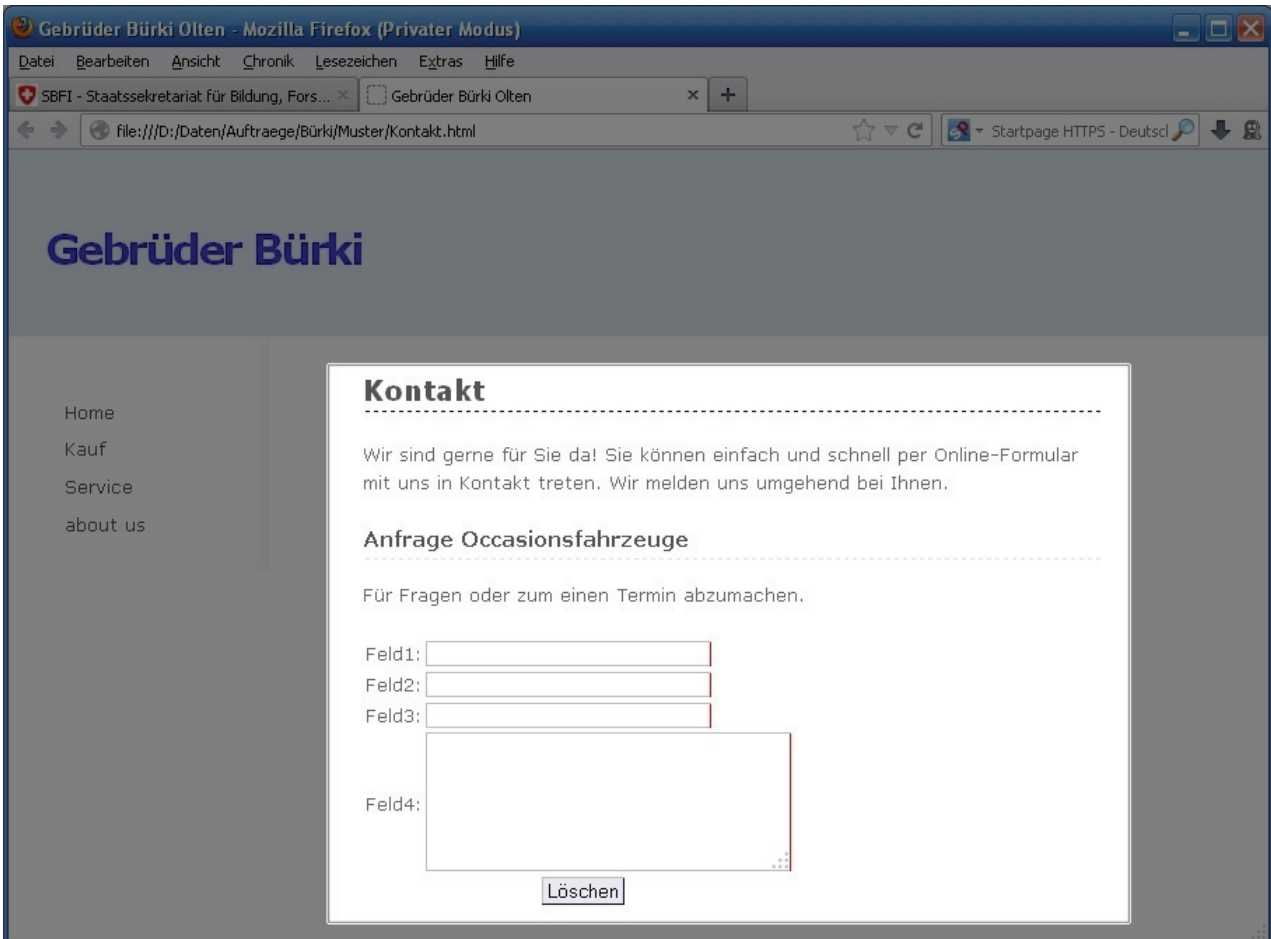 Gebrüder Bürki Olten - Mozilla Firefox (Privater Modus)
Datei Bearbeiten Ansicht Chronik Lesezeichen Extras Hilfe
SBFI - Staatssekretariat für Bildung, Fors... Gebrüder Bürki Olten
file:///D:/Daten/Auftraege/Bürki/Muster/Kontakt.html Startpage HTTPS - Deutscl
Gebrüder Bürki
Home
Kauf
Service
about us
Kontakt
Wir sind gerne für Sie da! Sie können einfach und schnell per Online-Formular
mit uns in Kontakt treten. Wir melden uns umgehend bei Ihnen.
Anfrage Occasionsfahrzeuge
Für Fragen oder zum einen Termin abzumachen.
Feld1:
Feld2:
Feld3:
Feld4:
Löschen